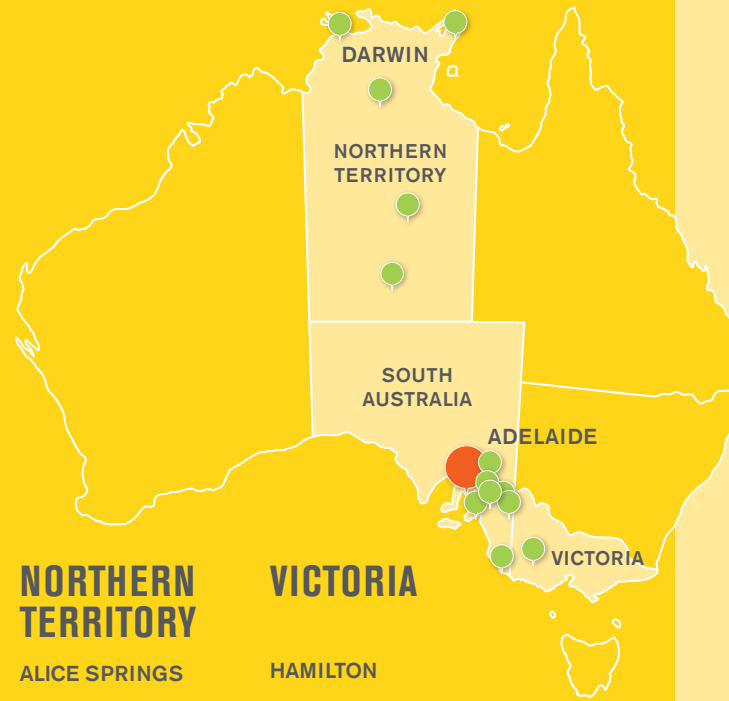 DARWIN
NORTHERN
TERRITORY
SOUTH
AUSTRALIA
ADELAIDE
VICTORIA
NORTHERN
TERRITORY
ALICE SPRINGS
VICTORIA
HAMILTON